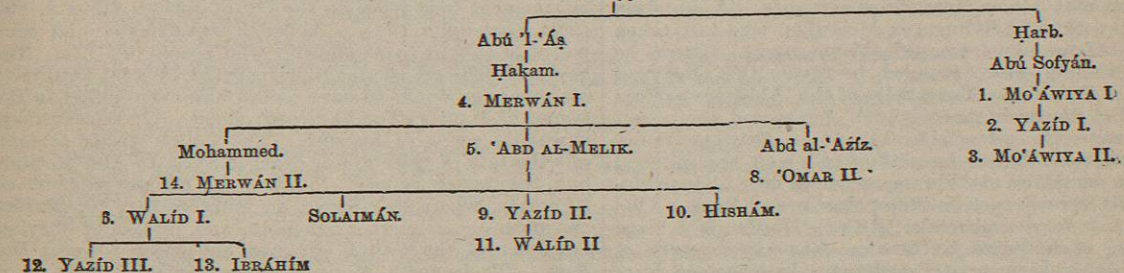 Abú 'l-'Áṣ Ḥarb.
Ḥakam. Abú Sofyán.
4. MERWÁN I. 1. MO'ÁWIYA I
Mohammed. 5. 'ABD AL-MELIK. Abd al-'Azíz. 2. YAZÍD I.
14. MERWÁN II. 8. 'OMAR II. 3. MO'ÁWIYA II.
6. WALÍD I. SOLAIMÁN. 9. YAZÍD II. 10. HISHÁM.
11. WALÍD II
12. YAZÍD III. 13. IBRÁHÍM